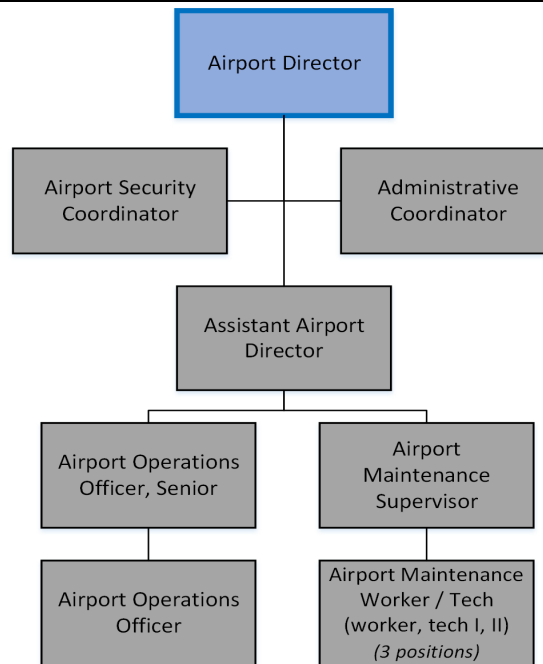 Airport Director
Airport Security
Coordinator
Administrative
Coordinator
Assistant Airport
Director
Airport Operations
Officer, Senior
Airport
Maintenance
Supervisor
Airport Operations
Officer
Airport Maintenance
Worker / Tech
(worker, tech I, II)
(3 positions)